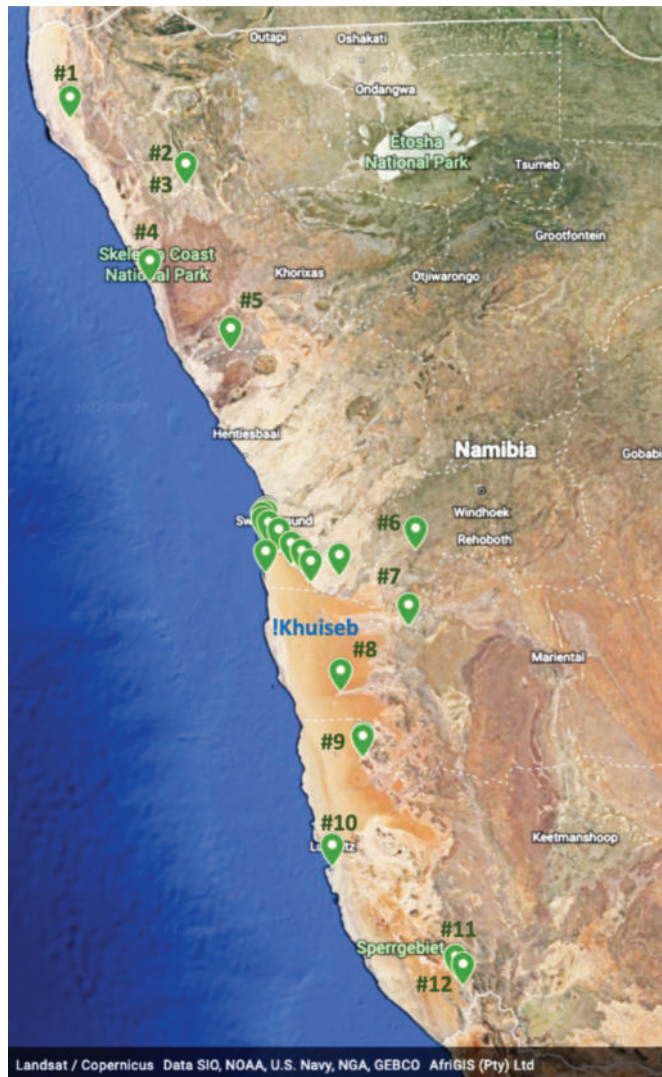 Outapi
Oshakati
#1
Ondangwa
Etosha
National Park
#2
Tsumeb
#3
Grootfontein
#4
Skeleton Coast
National Park
Khorixas
Otjiwarongo
#5
Hentiesbaai
Namibia
Gobabi
Windhoek
#6
Rehoboth
#7
!Khuiseb
#8
Mariental
#9
#10
Keetmanshoop
#11
Sperrgebiet
#12
Landsat / Copernicus Data SIO, NOAA, U.S. Navy, NGA, GEBCO AfriGIS (Pty) Ltd